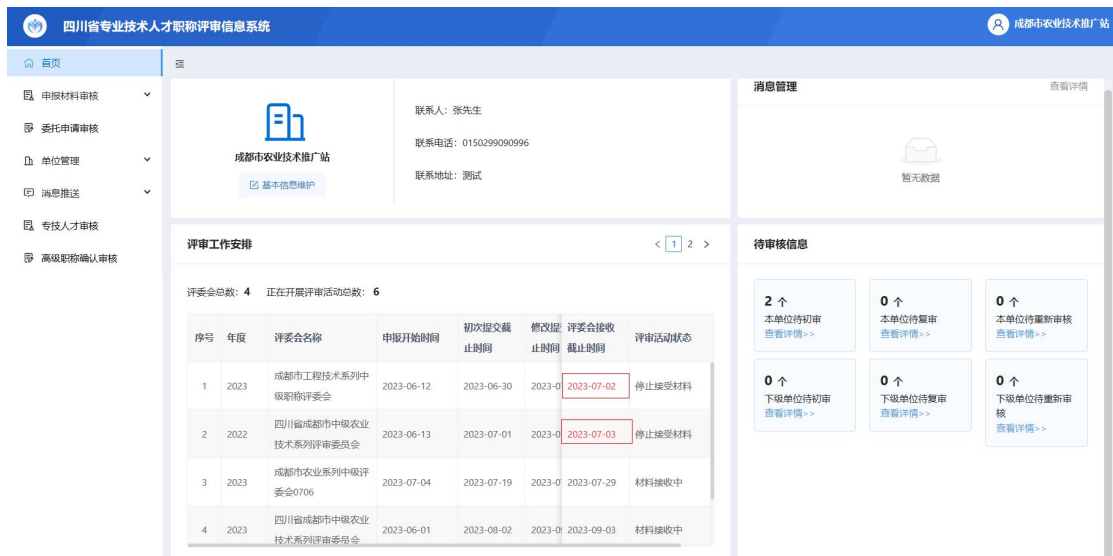 四川省专业技术人才职称评审信息系统
成都市农业技术推广站
首页
申报材料审核
委托申请审核
单位管理
消息推送
专技人才审核
高级职称确认审核
成都市农业技术推广站
基本信息维护
联系人: 张先生
联系电话: 0150299090996
联系地址: 测试
消息管理
查看详情
暂无数据
评审工作安排
< 1 2 >
评委会总数: 4 正在开展评审活动总数: 6
序号 年度 评委会名称 申报开始时间 初次提交截止时间 修改提 止时间 评委会接收截止时间 评审活动状态
1 2023 成都市工程技术系列中级职称评委会 2023-06-12 2023-06-30 2023-0 2023-07-02 停止接受材料
2 2022 四川省成都市中级农业技术系列评审委员会 2023-06-13 2023-07-01 2023-0 2023-07-03 停止接受材料
3 2023 成都市农业系列中级评委会0706 2023-07-04 2023-07-19 2023-0 2023-07-29 材料接收中
4 2023 四川省成都市中级农业技术系列评审委员会 2023-06-01 2023-08-02 2023-0 2023-09-03 材料接收中
待审核信息
2 个
本单位待初审
查看详情>>
0 个
本单位待复审
查看详情>>
0 个
本单位待重新审核
查看详情>>
0 个
下级单位待初审
查看详情>>
0 个
下级单位待复审
查看详情>>
0 个
下级单位待重新审
核
查看详情>>